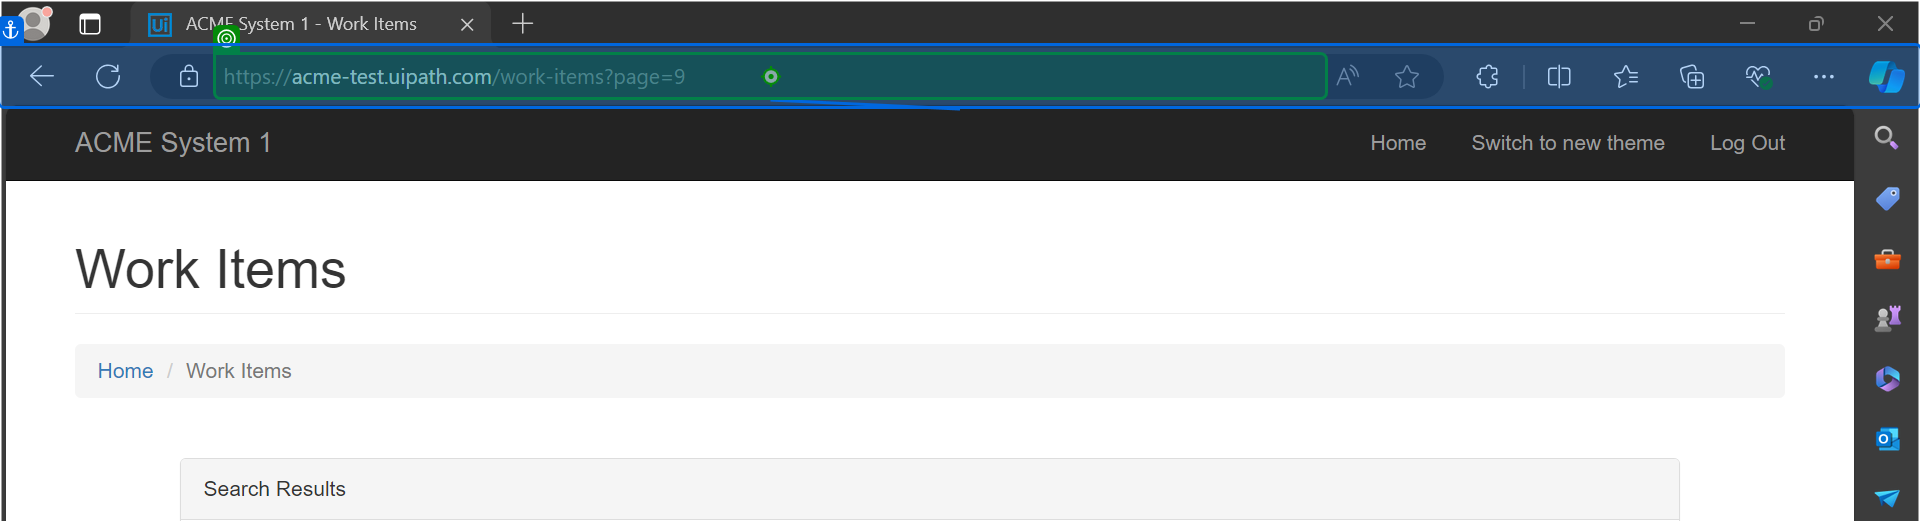 Ui ACME System 1 - Work Items
https://acme-test.uipath.com/work-items?page=9
ACME System 1 Home Switch to new theme Log Out
Work Items
Home / Work Items
Search Results